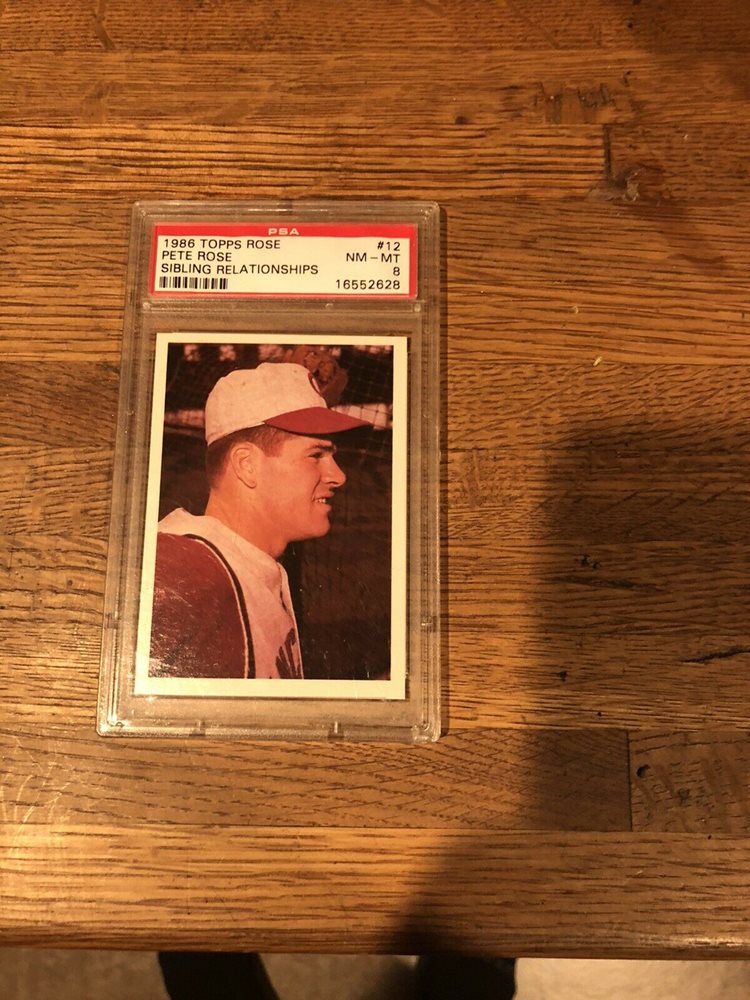 PSA
1986 TOPPS ROSE #12
PETE ROSE NM - MT
SIBLING RELATIONSHIPS 8
16552628